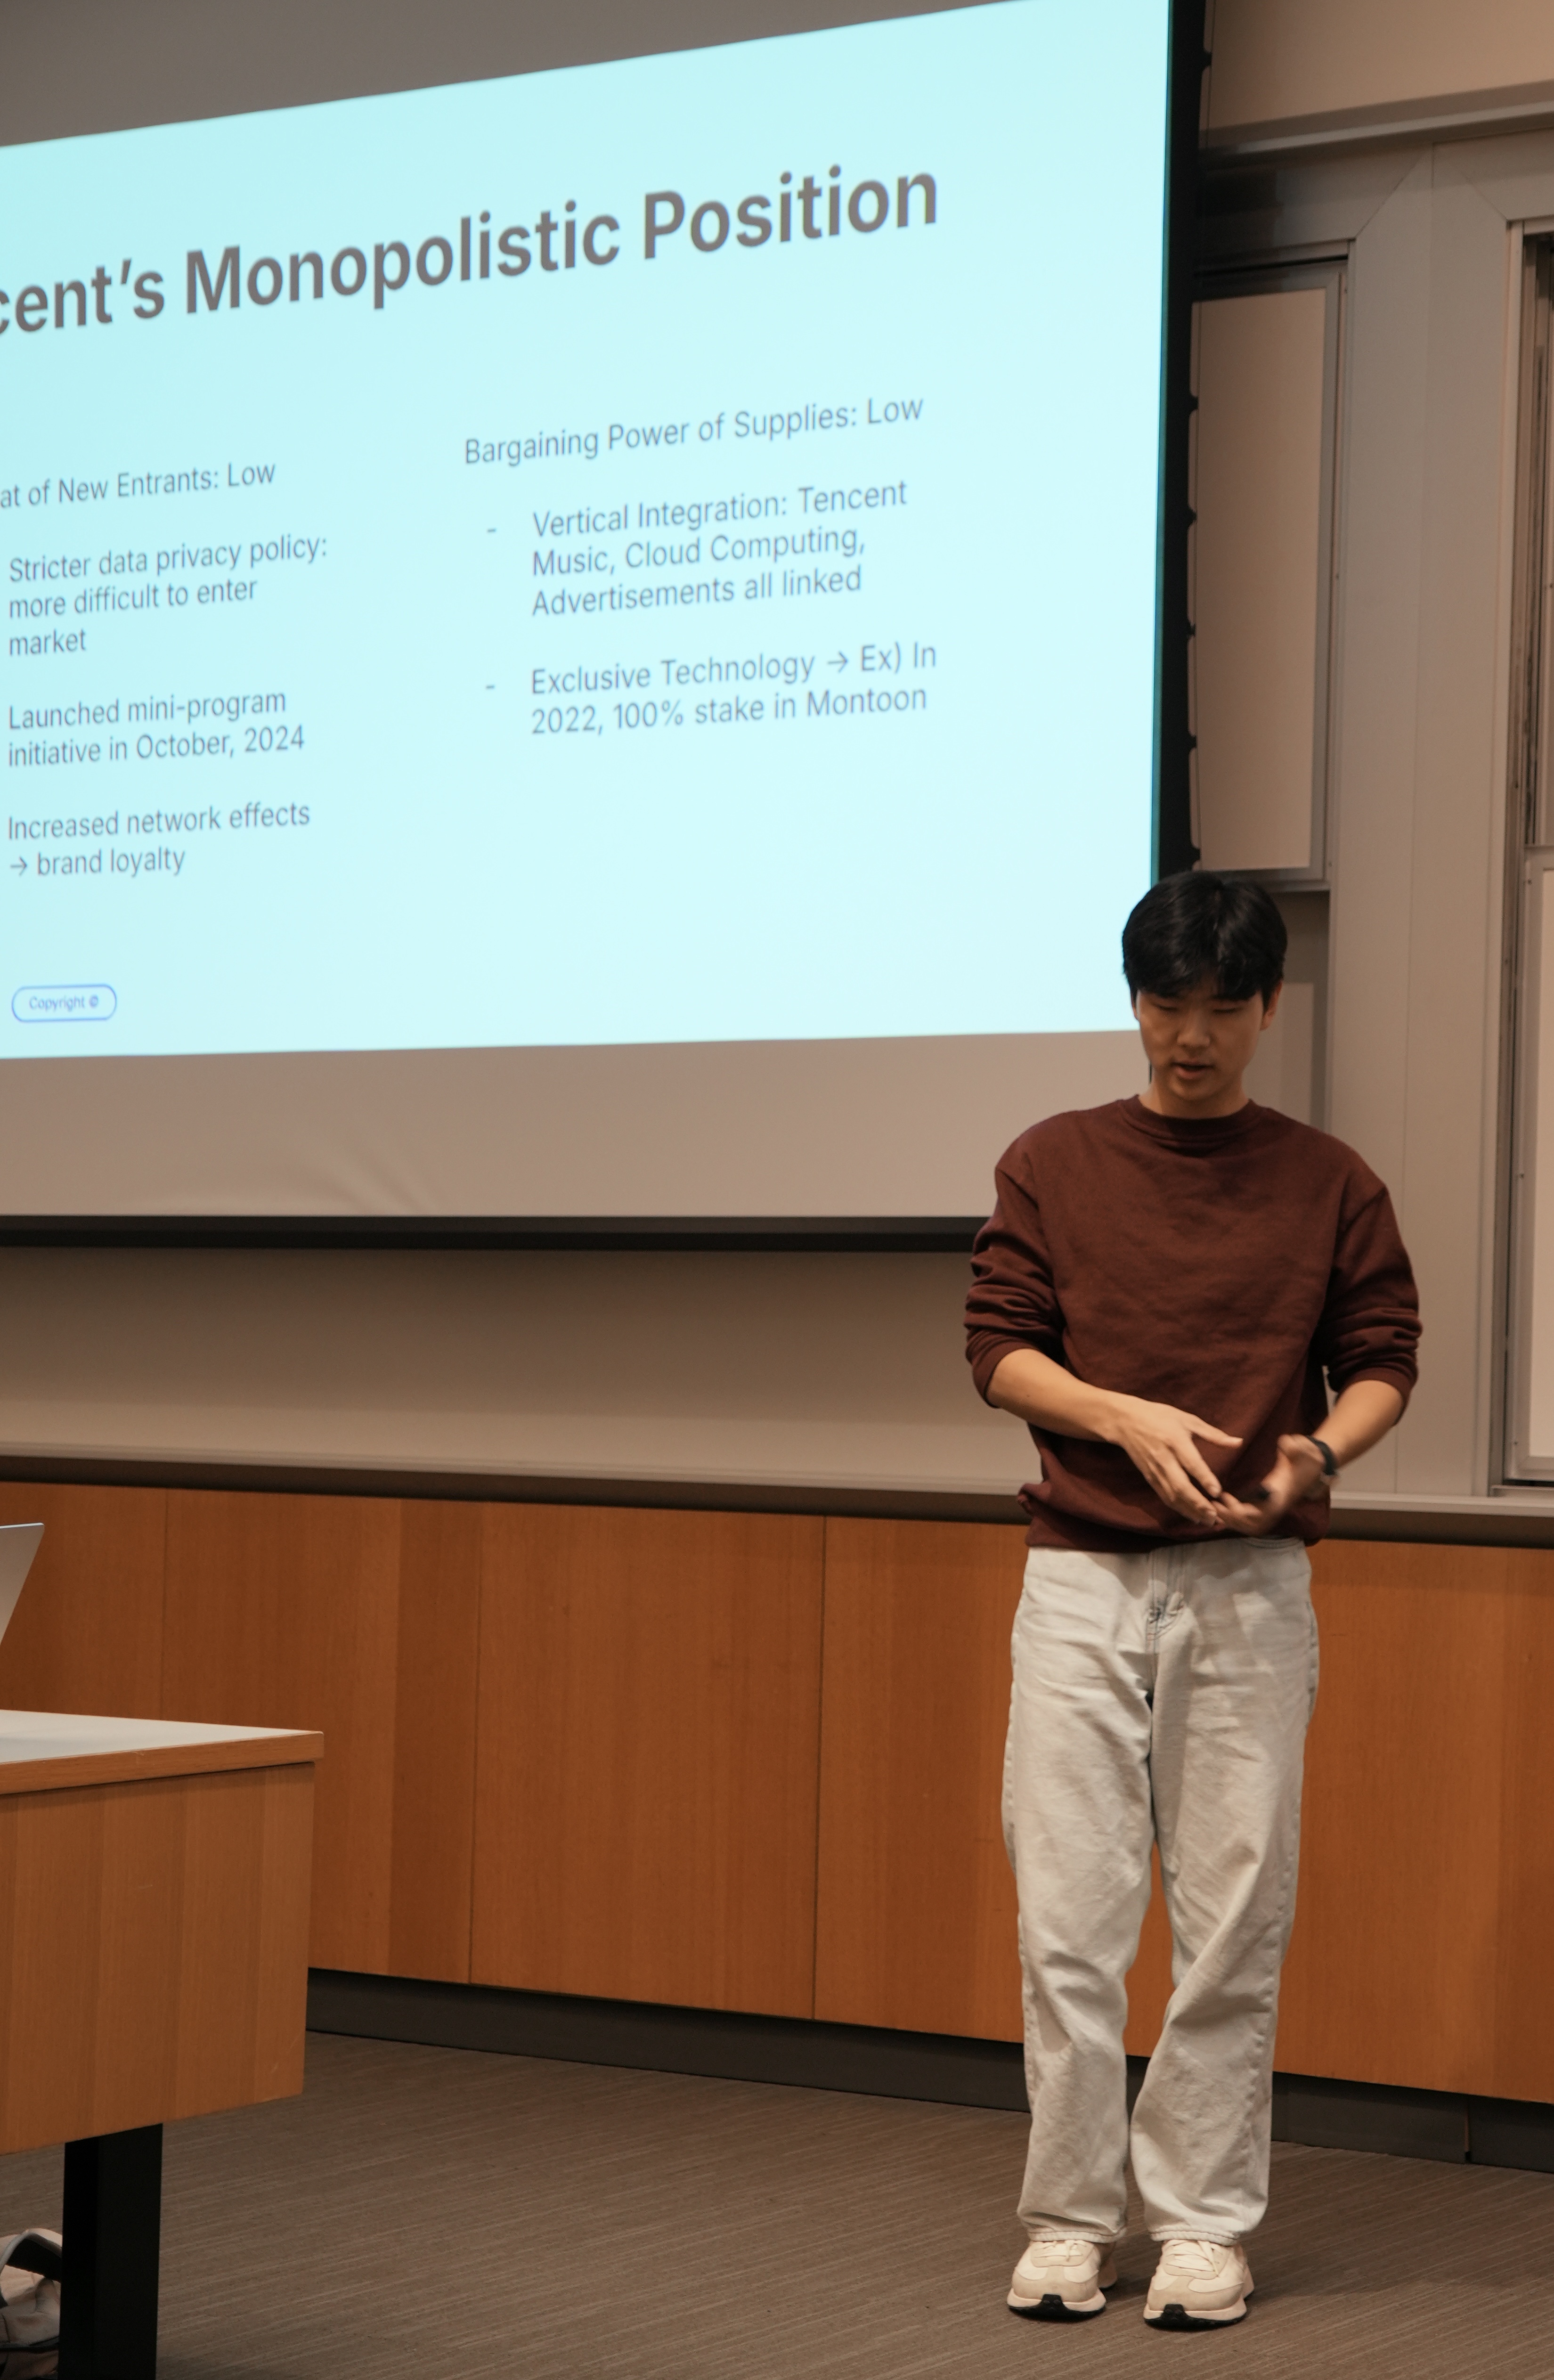 cent's Monopolistic Position
at of New Entrants: Low
Stricter data privacy policy:
more difficult to enter
market
Launched mini-program
initiative in October, 2024
Increased network effects
→ brand loyalty
Bargaining Power of Supplies: Low
- Vertical Integration: Tencent
Music, Cloud Computing,
Advertisements all linked
- Exclusive Technology → Ex) In
2022, 100% stake in Montoon
Copyright ©